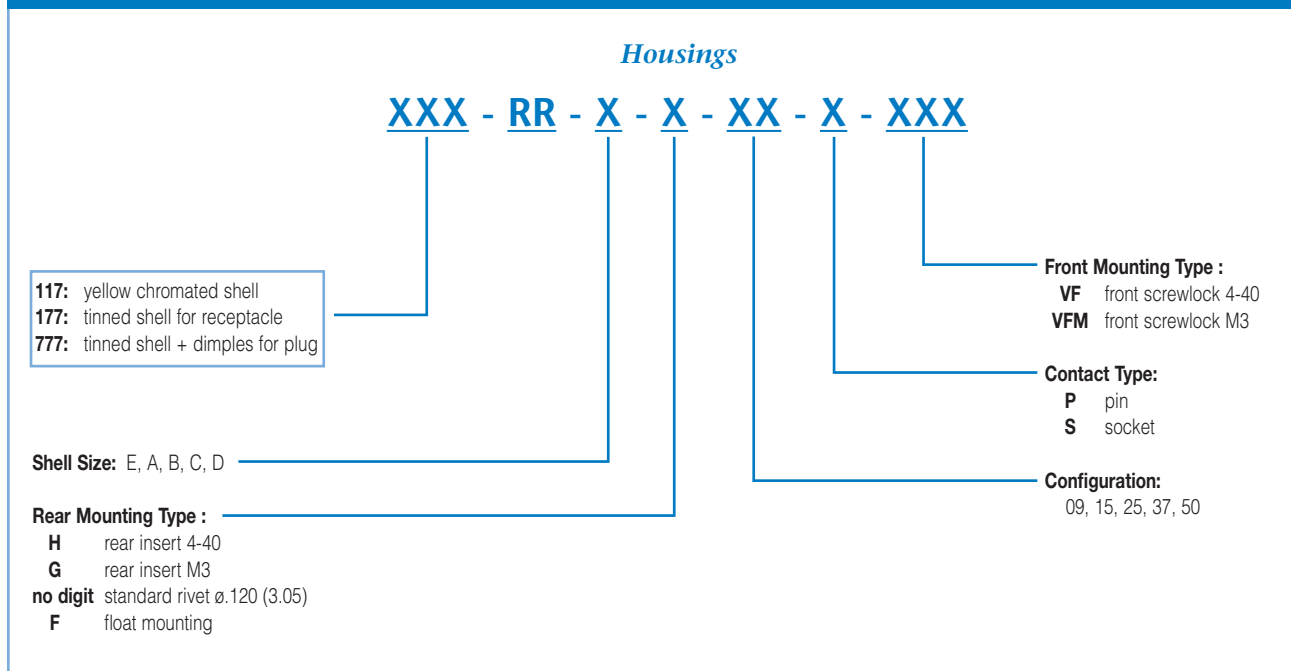 Housings
XXX - RR - X - X - XX - X - XXX
117: yellow chromated shell
177: tinned shell for receptacle
777: tinned shell + dimples for plug
Shell Size: E, A, B, C, D
Rear Mounting Type :
H rear insert 4-40
G rear insert M3
no digit standard rivet ø.120 (3.05)
F float mounting
Front Mounting Type :
VF front screwlock 4-40
VFM front screwlock M3
Contact Type:
P pin
S socket
Configuration:
09, 15, 25, 37, 50